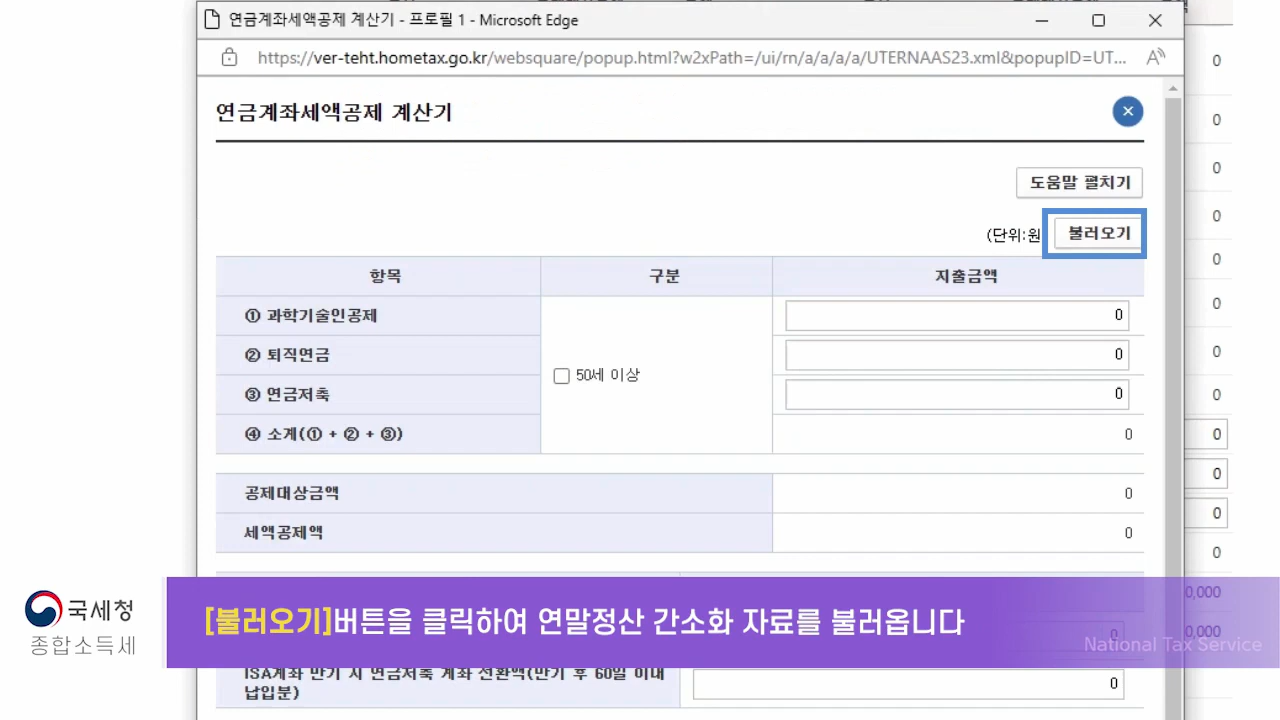 연금계좌세액공제 계산기 - 프로필 1 - Microsoft Edge
https://ver-teht.hometax.go.kr/websquare/popup.html?w2xPath=/ui/rn/a/a/a/a/UTERNAAS23.xml&popupID=UT...
연금계좌세액공제 계산기
도움말 펼치기
(단위:원
불러오기
항목 구분 지출금액
① 과학기술인공제 0
② 퇴직연금 0
50세 이상
③ 연금저축 0
④ 소계(① + ② + ③) 0
공제대상금액 0
세액공제액 0
국세청
종합소득세
[불러오기]버튼을 클릭하여 연말정산 간소화 자료를 불러옵니다
National Tax Service
ISA계좌 만기 시 연금저축 계좌 전환액(만기 후 60일 이내
납입분) 0
0
0
0
0
0
0
0
0
0
0
0
0
0,000
0,000
0